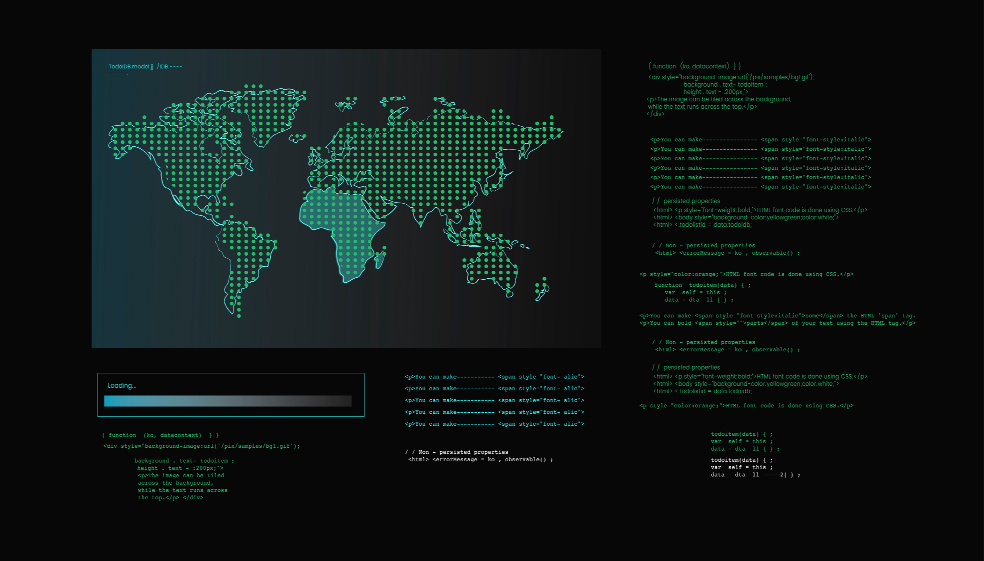 TodoDB.model [] /DB ----
Loading...
{ function (ko, datacontext) } }
<div style="background-image:url('/pix/samples/bg1.gif');
background . text- todoitem ;
height . text - :200px;">
<p>The image can be tiled
across the background,
while the text runs across
the top.</p> </div>
<p>You can make----------- <span style "font- alic">
<p>You can make----------- <span style "font- alic">
<p>You can make----------- <span style "font- alic">
<p>You can make----------- <span style "font- alic">
<p>You can make----------- <span style "font- alic">
/ / Non - persisted properties
<html> <errorMessage = ko , observable() ;
{ function (ko, datacontext) } }
<div style="background-image:url('/pix/samples/bg1.gif');
background . text- todoitem ;
height . text - :200px;">
<p>The image can be tiled across the background,
while the text runs across the top.</p>
</div>
<p>You can make---------------- <span style="font-style:italic">
<p>You can make---------------- <span style="font-style:italic">
<p>You can make---------------- <span style="font-style:italic">
<p>You can make---------------- <span style="font-style:italic">
<p>You can make---------------- <span style="font-style:italic">
<p>You can make---------------- <span style="font-style:italic">
/ / persisted properties
<html> <p style="font-weight:bold;">HTML font code is done using CSS.</p>
<html> <body style="background-color:yellowgreen;color:white;">
<html> < .todolistid = data.todoidb;
/ / Non - persisted properties
<html> <errorMessage = ko , observable() ;
<p style="color:orange;">HTML font code is done using CSS.</p>
function todoitem(data) { ;
var self = this ;
data - dta ll { } ;
<p>You can make <span style "font-style=italic">some</span> the HTML 'span' tag.
<p>You can bold <span style="">parts</span> of your text using the HTML tag.</p>
/ / Non - persisted properties
<html> <errorMessage = ko , observable() ;
/ / persisted properties
<html> <p style="font-weight:bold;">HTML font code is done using CSS.</p>
<html> <body style="background-color:yellowgreen;color:white;">
<html> < todolistid = data.todoidb;
<p style "color=orange;">HTML font code is done using CSS.</p>
todoitem(data) { ;
var self = this ;
data - dta ll { } ;
todoitem(data) { ;
var self = this ;
data dta ll 2{ } ;